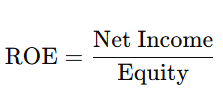 ROE = Net Income / Equity